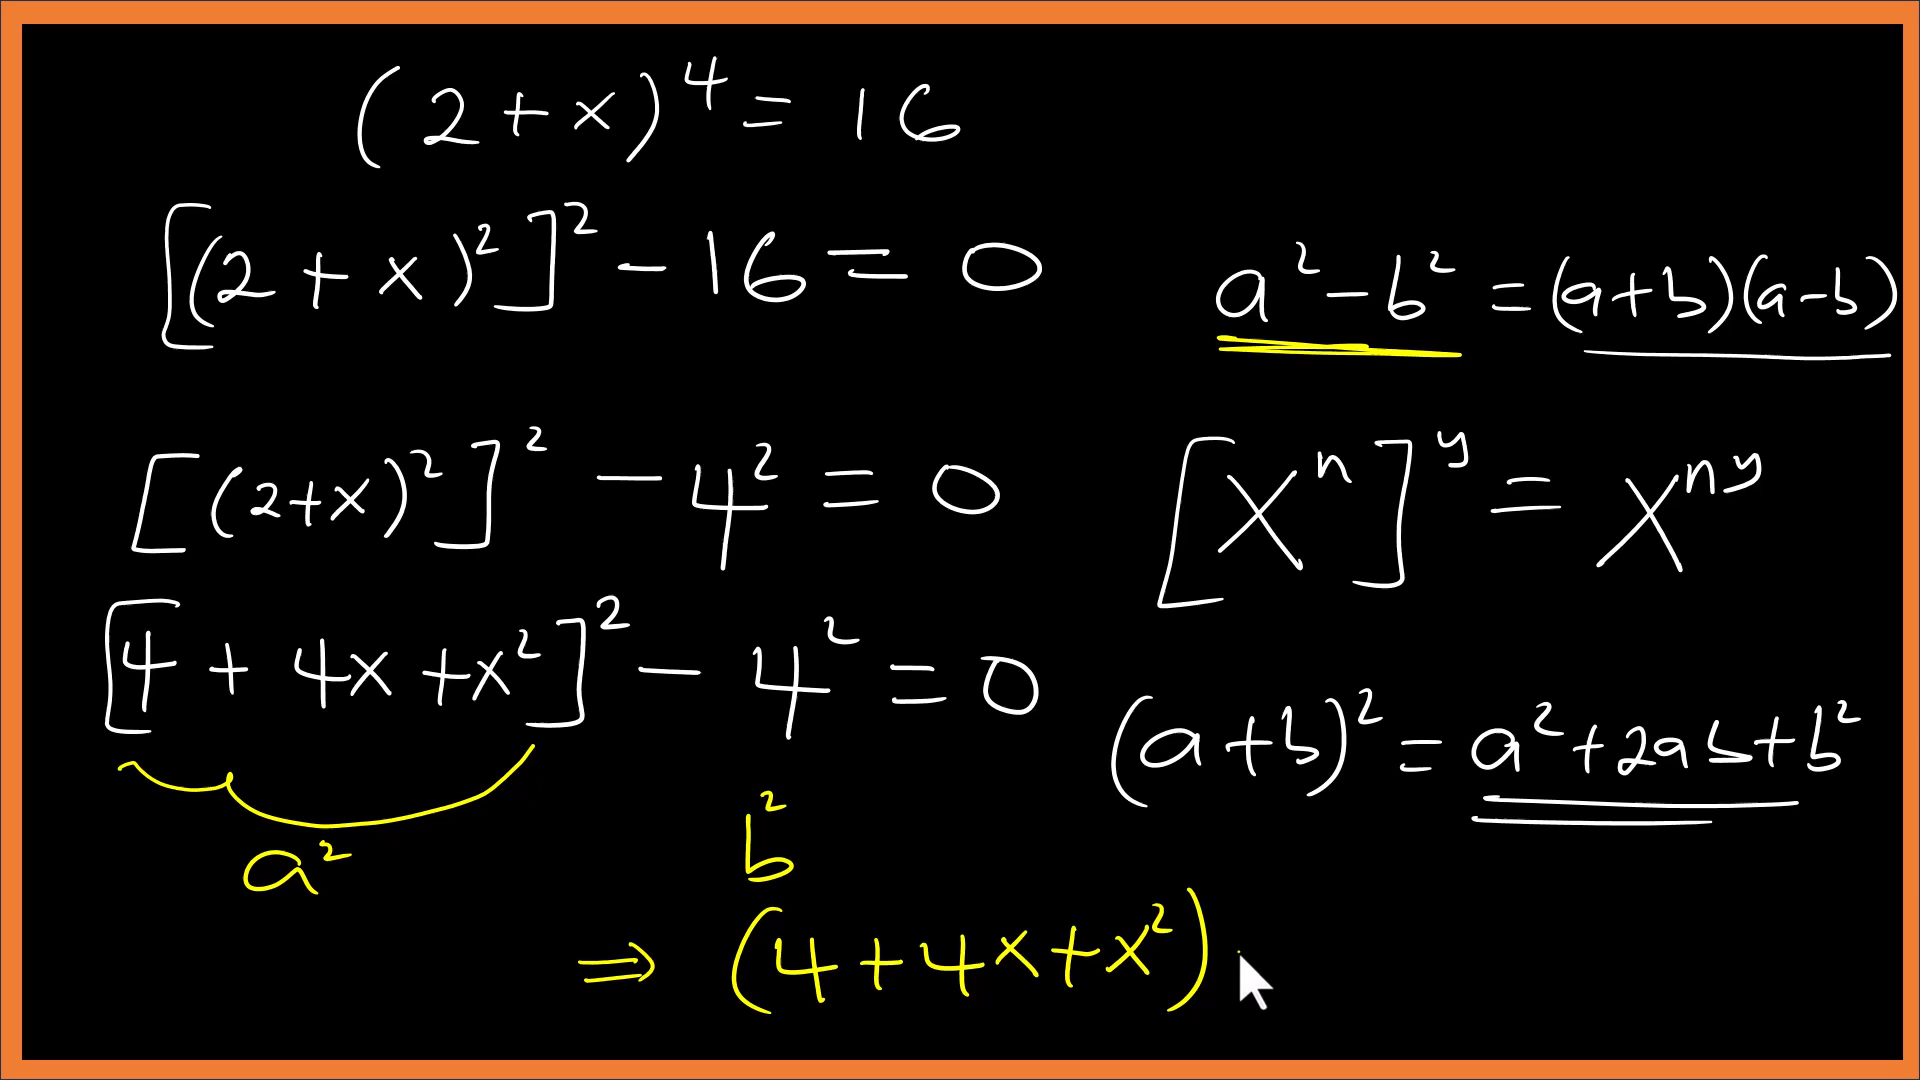 (2+x)⁴ = 16
[(2+x)²]² - 16 = 0
a² - b² = (a+b)(a-b)
[(2+x)²]² - 4² = 0
[xⁿ]ʸ = xⁿʸ
[4 + 4x + x²]² - 4² = 0
(a+b)² = a² + 2ab + b²
a²
b²
⇒ (4 + 4x + x²)